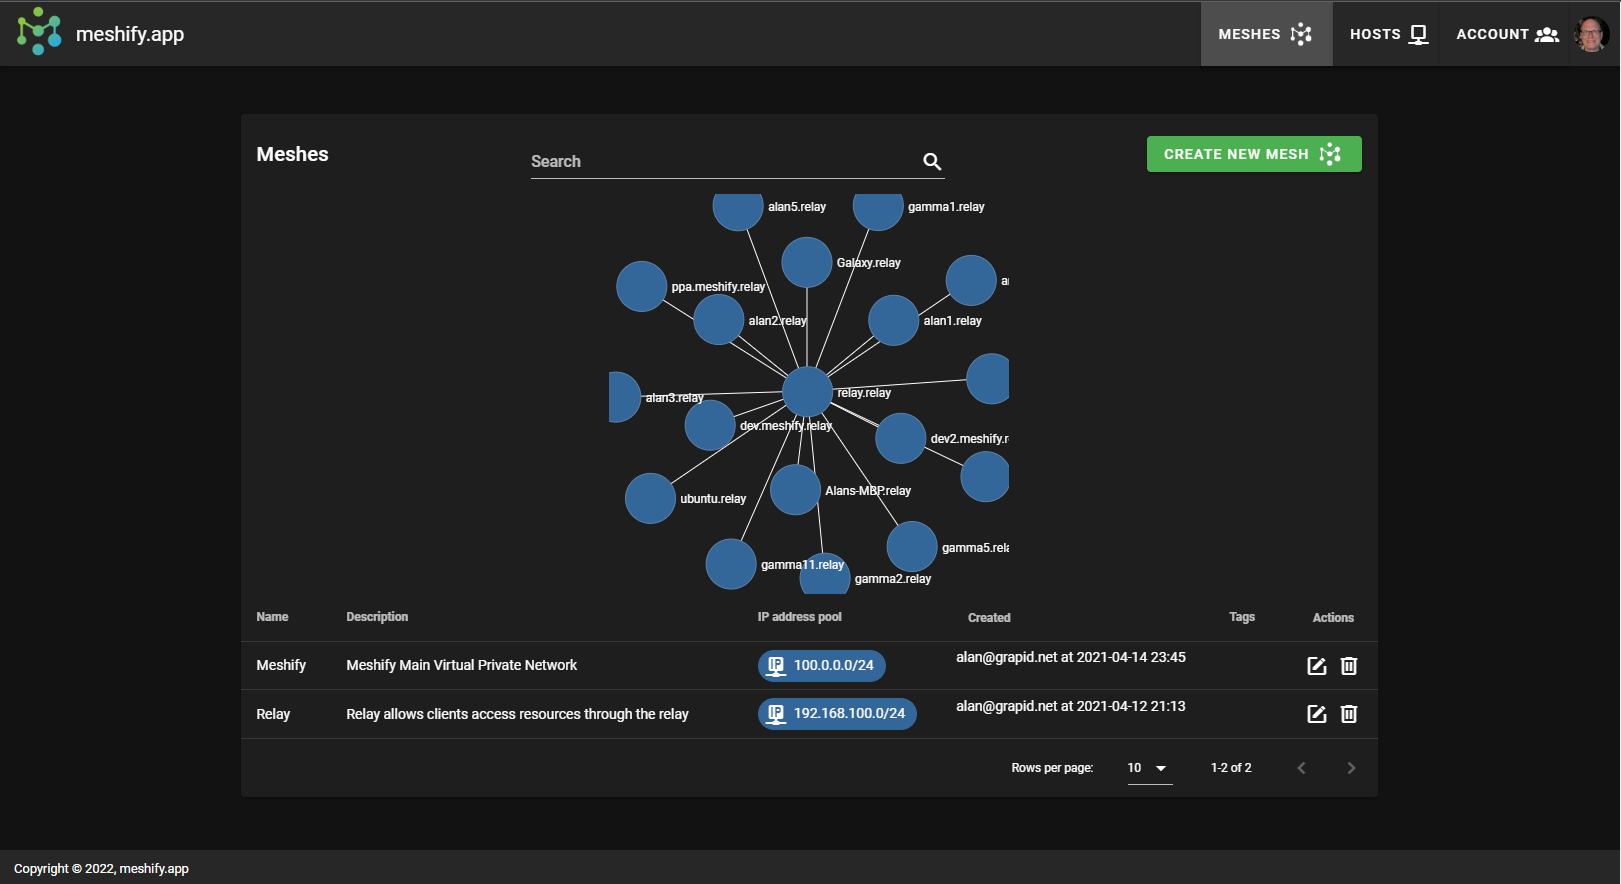 meshify.app
MESHES
HOSTS
ACCOUNT
Meshes
Search
CREATE NEW MESH
alan5.relay
gamma1.relay
Galaxy.relay
ppa.meshify.relay
alan2.relay
alan1.relay
alan3.relay
relay.relay
dev.meshify.relay
dev2.meshify.r
Alans-MBP.relay
ubuntu.relay
gamma5.rela
gamma11.relay
gamma2.relay
Name Description IP address pool Created Tags Actions
Meshify Meshify Main Virtual Private Network IP 100.0.0.0/24 alan@grapid.net at 2021-04-14 23:45
Relay Relay allows clients access resources through the relay IP 192.168.100.0/24 alan@grapid.net at 2021-04-12 21:13
Rows per page: 10 1-2 of 2
Copyright © 2022, meshify.app